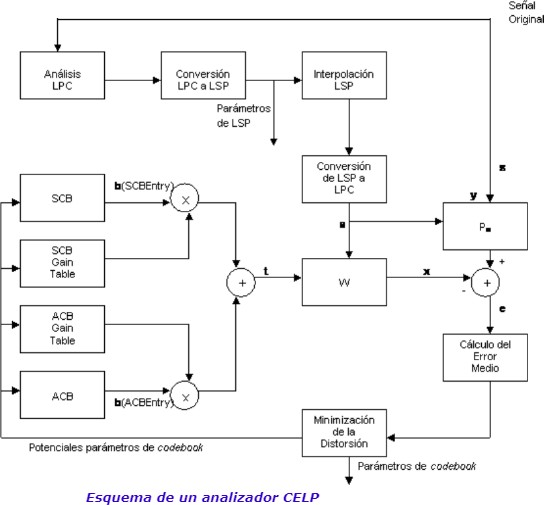 Señal
Original
Análisis
LPC
Conversión
LPC a LSP
Interpolación
LSP
Parámetros
de LSP
Conversión
de LSP a
LPC
s
y
a
Pa
SCB
b(SCBEntry)
X
SCB
Gain
Table
+
t
W
x
+
-
+
e
ACB
Gain
Table
ACB
b(ACBEntry)
X
Cálculo del
Error
Medio
Minimización
de la
Distorsión
Potenciales parámetros de codebook
Parámetros de codebook
Esquema de un analizador CELP